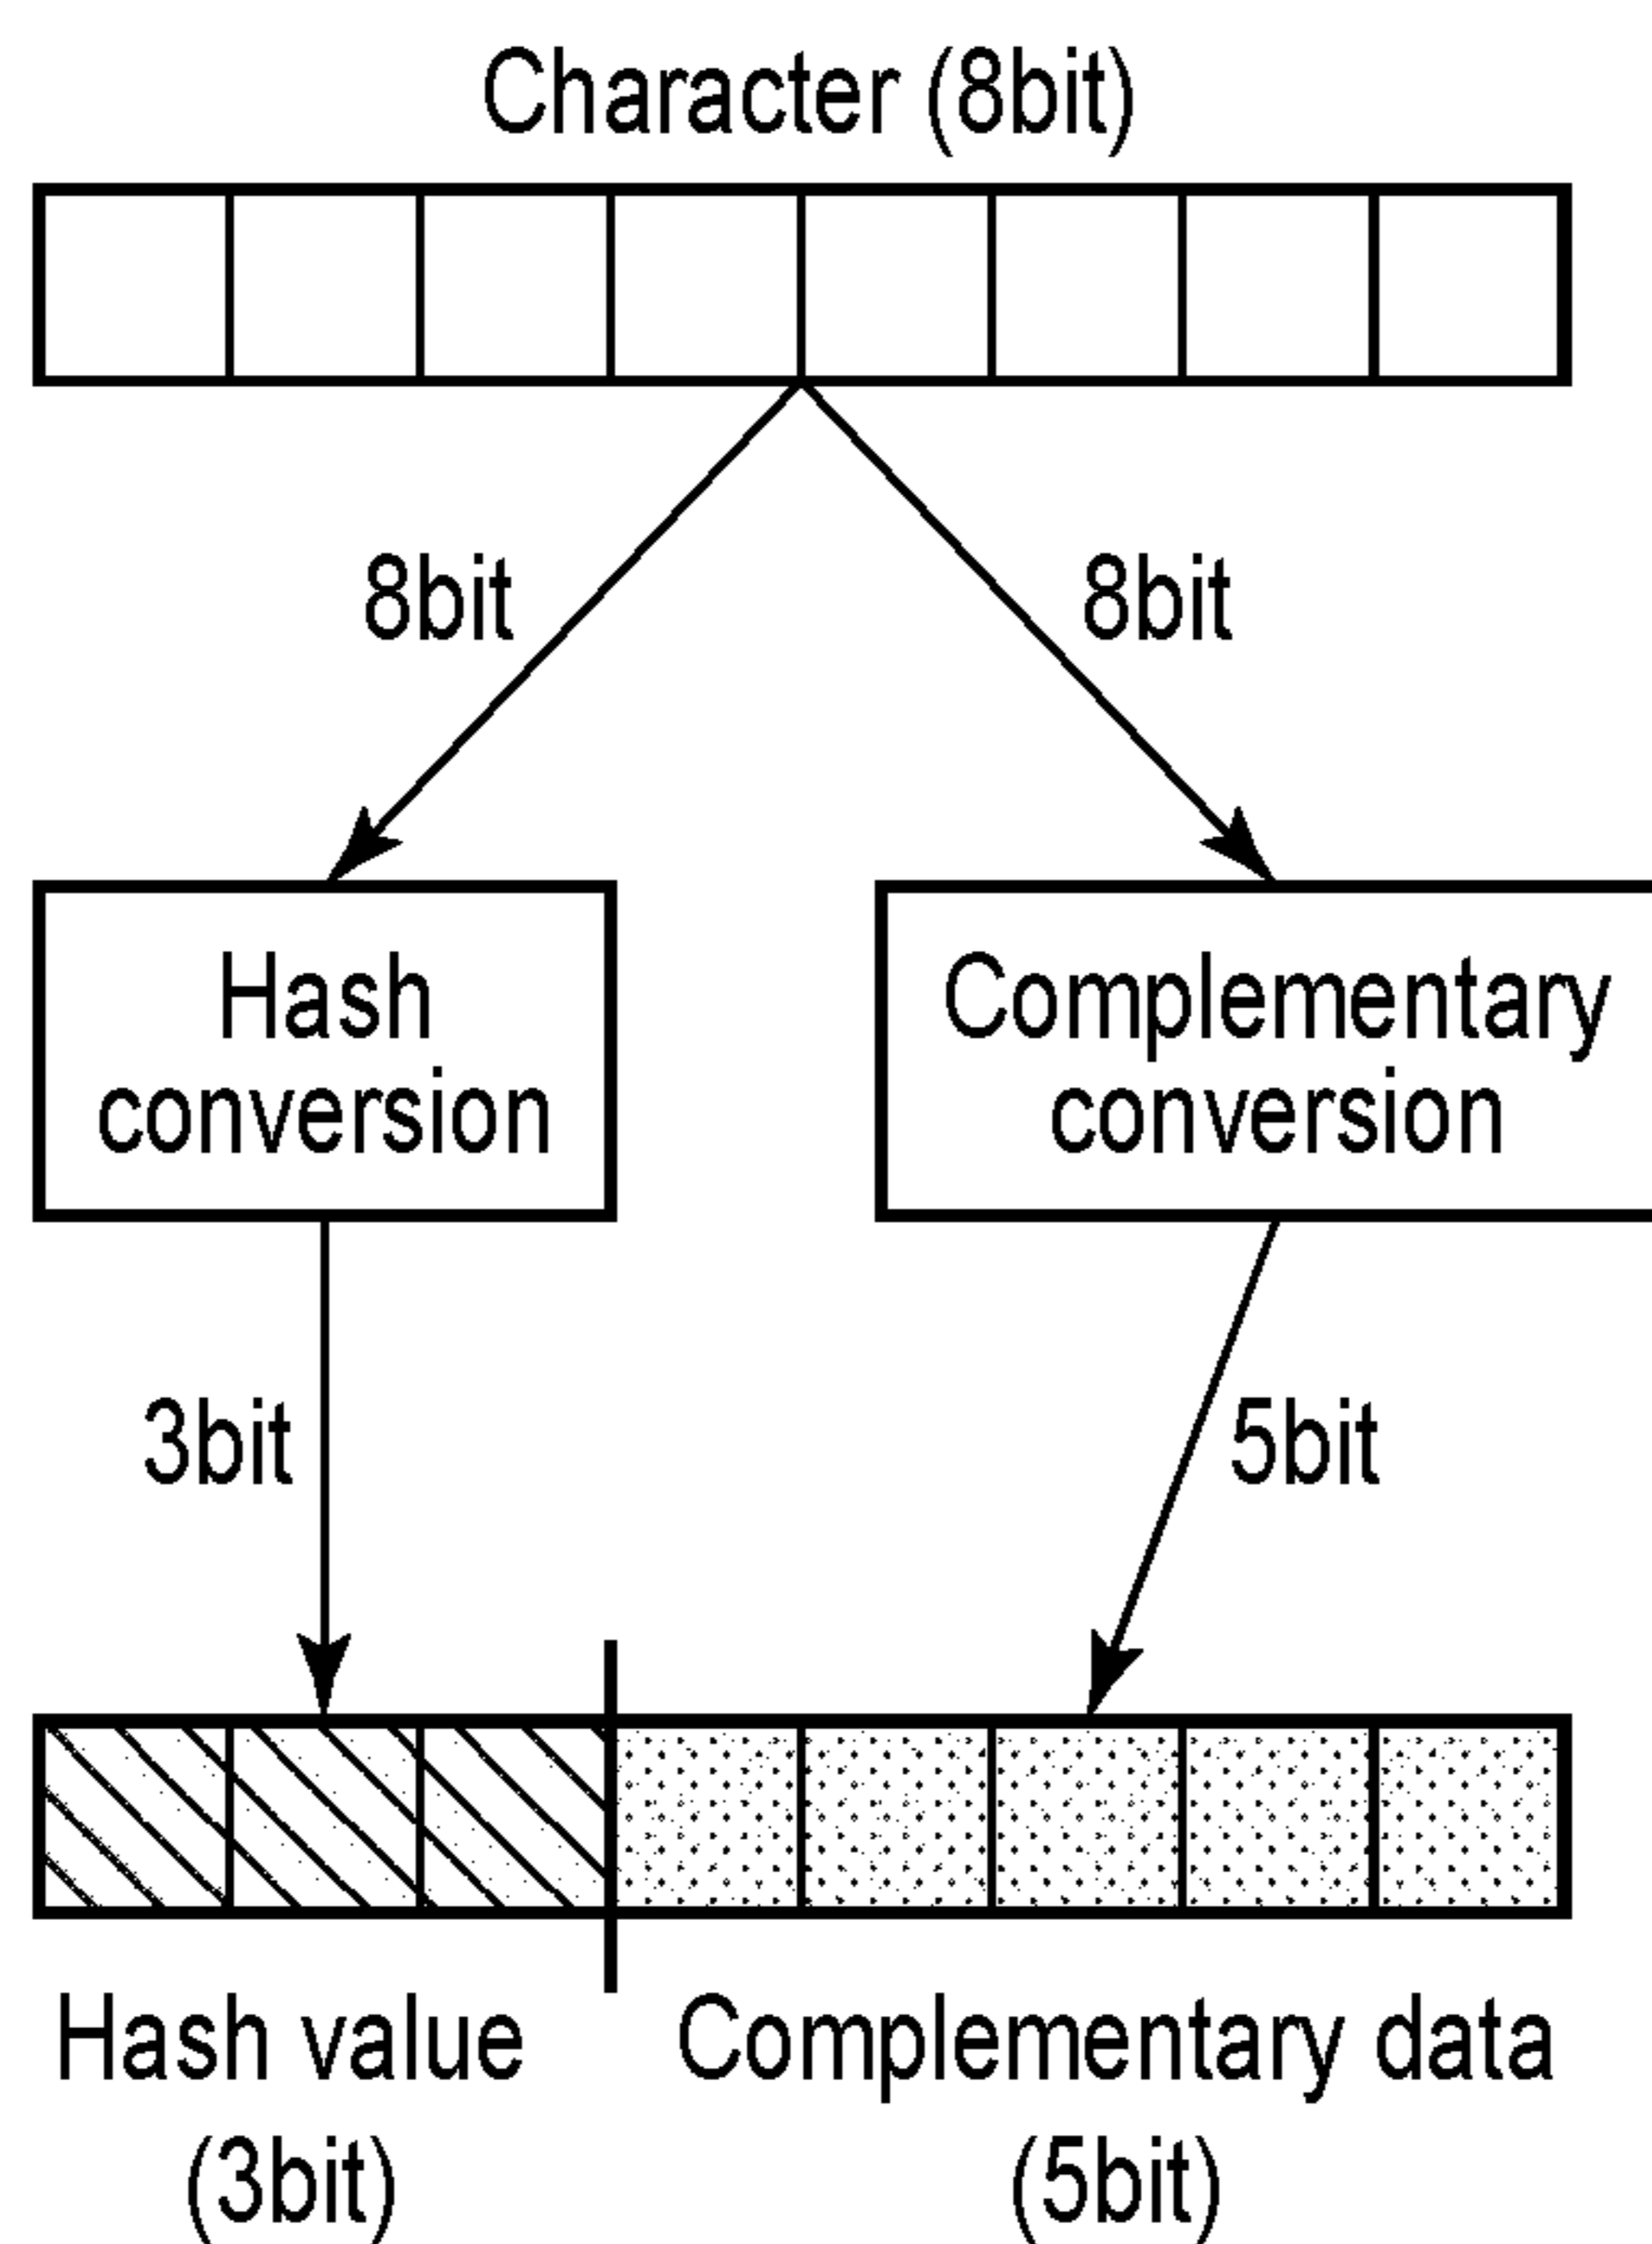 Character (8bit)
8bit
8bit
Hash
conversion
Complementary
conversion
3bit
5bit
Hash value
(3bit)
Complementary data
(5bit)